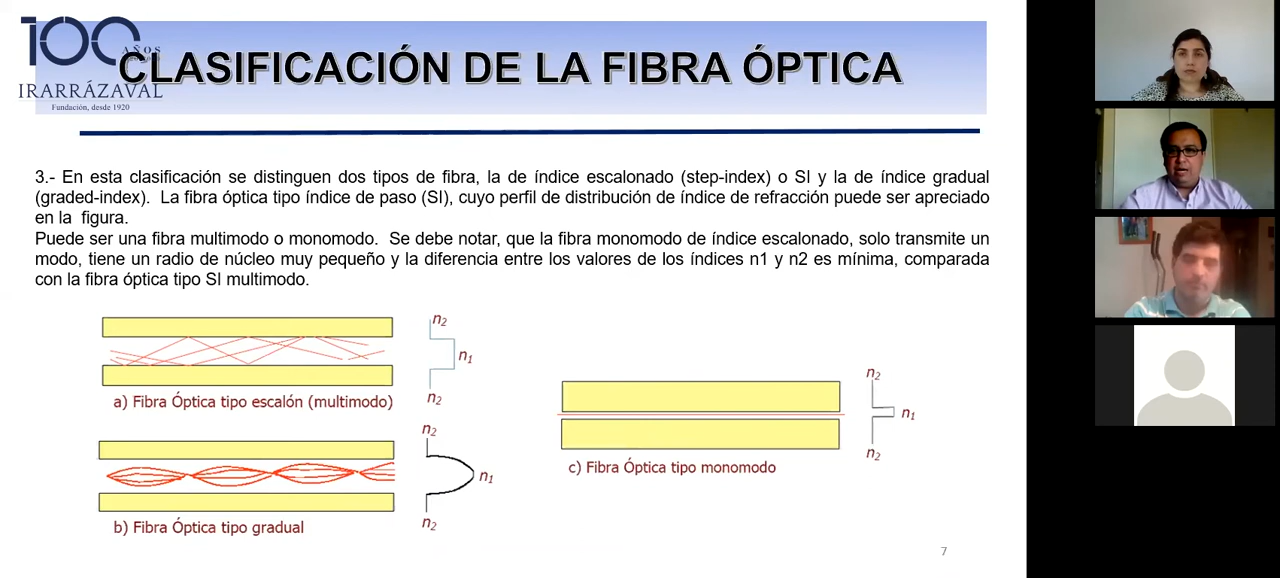 100
AÑOS
IRARRÁZAVAL
Fundación, desde 1920
CLASIFICACIÓN DE LA FIBRA ÓPTICA
3.- En esta clasificación se distinguen dos tipos de fibra, la de índice escalonado (step-index) o SI y la de índice gradual
(graded-index). La fibra óptica tipo índice de paso (SI), cuyo perfil de distribución de índice de refracción puede ser apreciado
en la figura.
Puede ser una fibra multimodo o monomodo. Se debe notar, que la fibra monomodo de índice escalonado, solo transmite un
modo, tiene un radio de núcleo muy pequeño y la diferencia entre los valores de los índices n1 y n2 es mínima, comparada
con la fibra óptica tipo SI multimodo.
n2
n1
n2
a) Fibra Óptica tipo escalón (multimodo)
n2
n1
n2
b) Fibra Óptica tipo gradual
n2
n1
n2
c) Fibra Óptica tipo monomodo
7